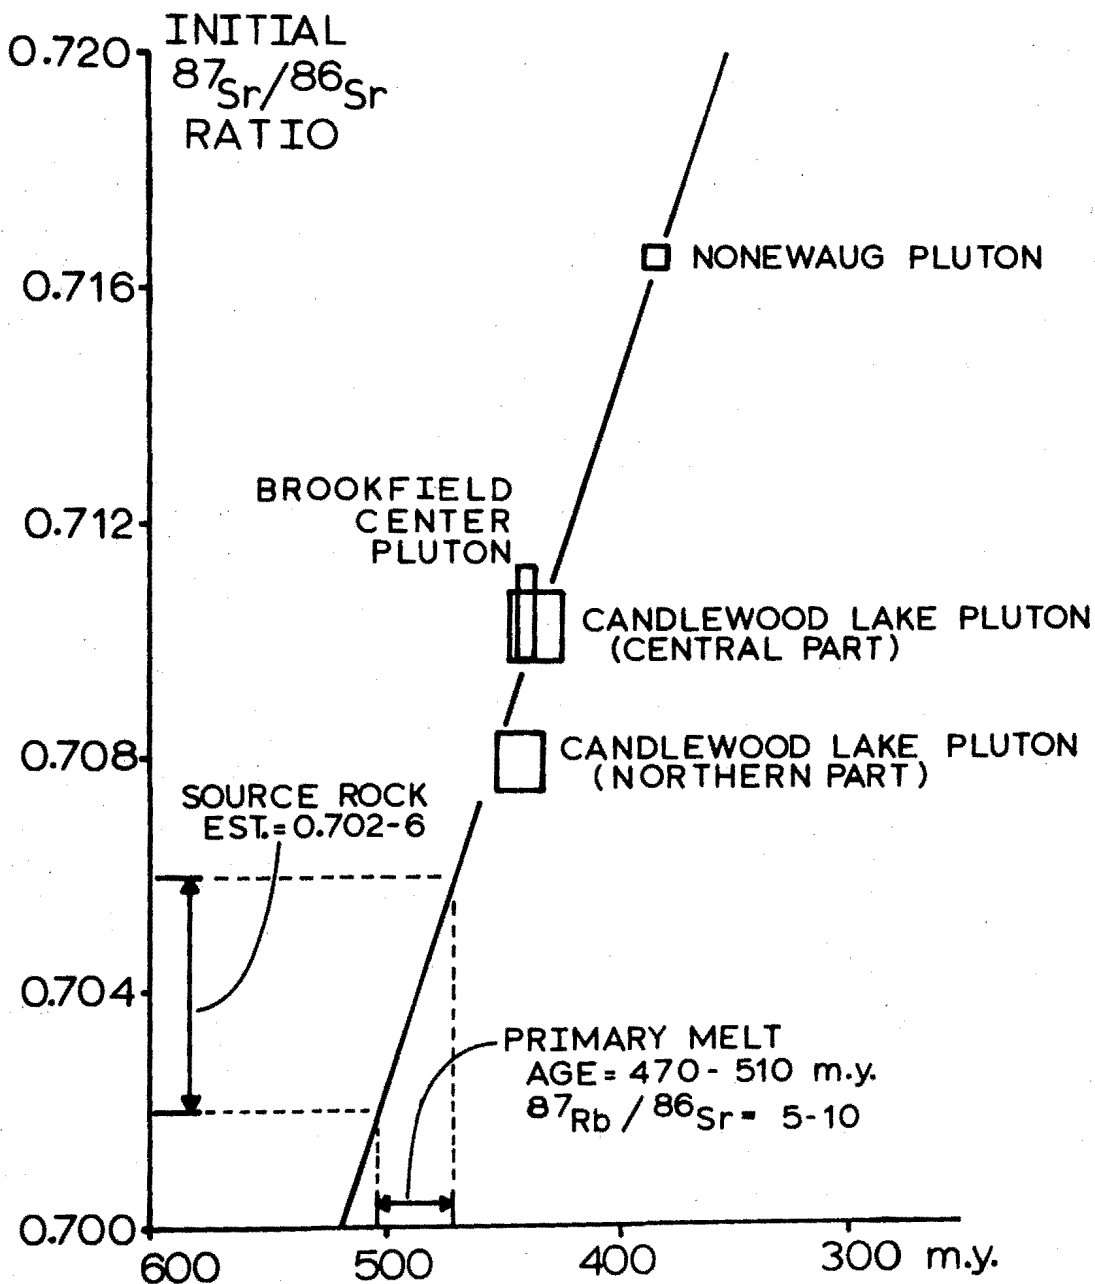 INITIAL
87Sr/86Sr
RATIO
0.720
0.716
0.712
0.708
0.704
0.700
NONEWAUG PLUTON
BROOKFIELD
CENTER
PLUTON
CANDLEWOOD LAKE PLUTON
(CENTRAL PART)
CANDLEWOOD LAKE PLUTON
(NORTHERN PART)
SOURCE ROCK
EST.=0.702-6
PRIMARY MELT
AGE= 470- 510 m.y.
87Rb / 86Sr= 5-10
600 500 400 300 m.y.